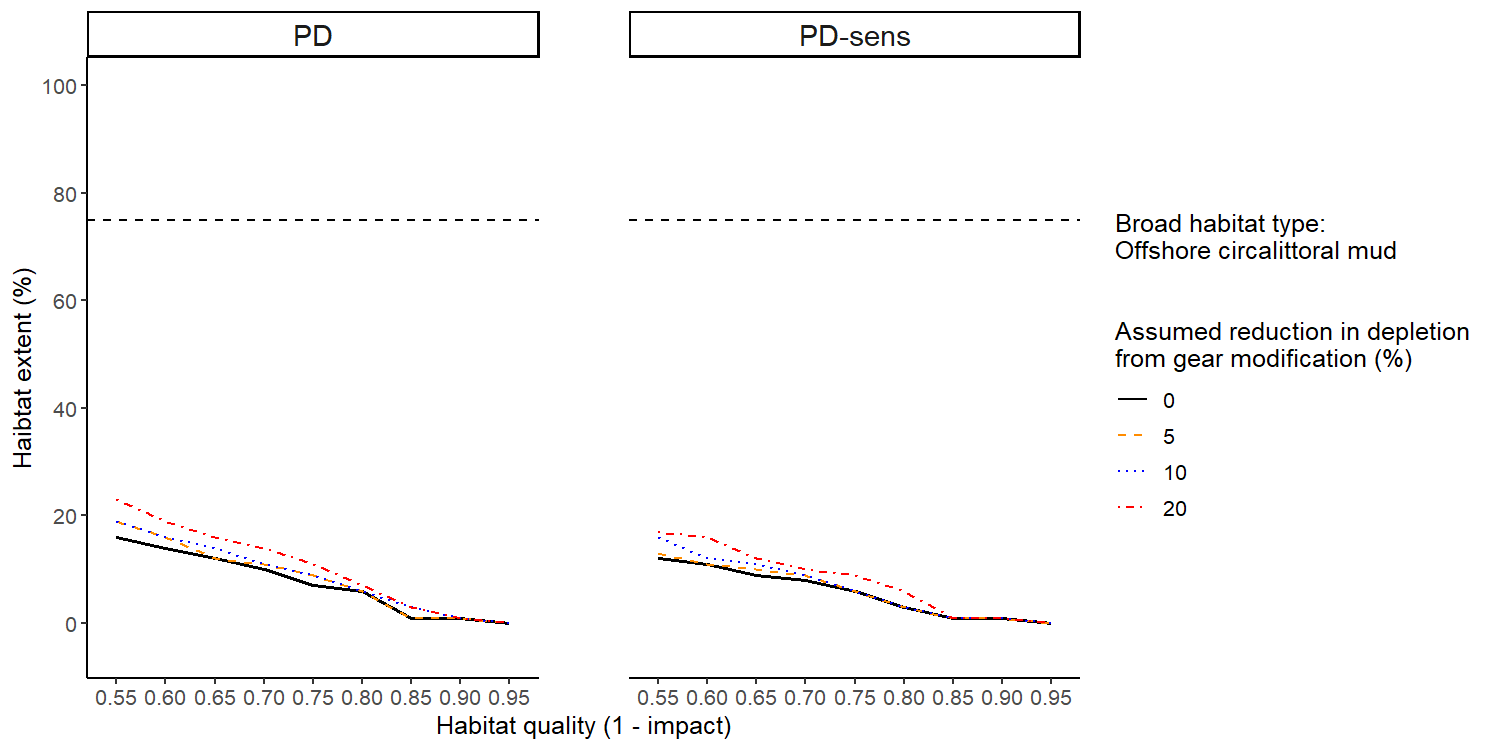 PD
PD-sens
100
80
60
40
20
0
Haibtat extent (%)
0.55 0.60 0.65 0.70 0.75 0.80 0.85 0.90 0.95
0.55 0.60 0.65 0.70 0.75 0.80 0.85 0.90 0.95
Habitat quality (1 - impact)
Broad habitat type:
Offshore circalittoral mud
Assumed reduction in depletion
from gear modification (%)
0
5
10
20